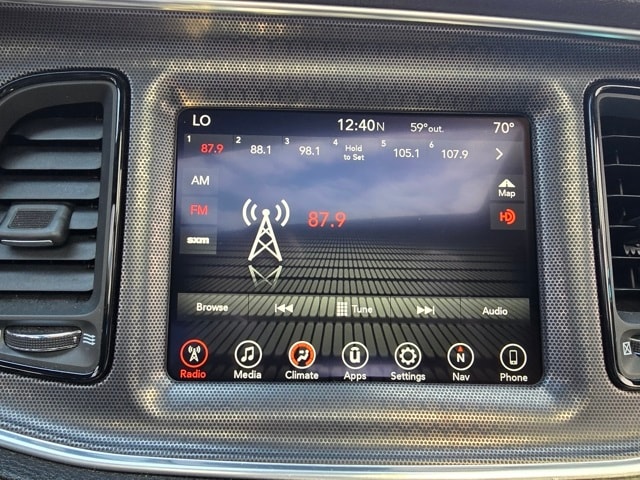 LO 12:40N 59°out. 70°
1 87.9 2 88.1 3 98.1 4 Hold to Set 5 105.1 6 107.9
AM
Map
FM 87.9 HD
sxm
Browse Tune Audio
Radio Media Climate Apps Settings Nav Phone